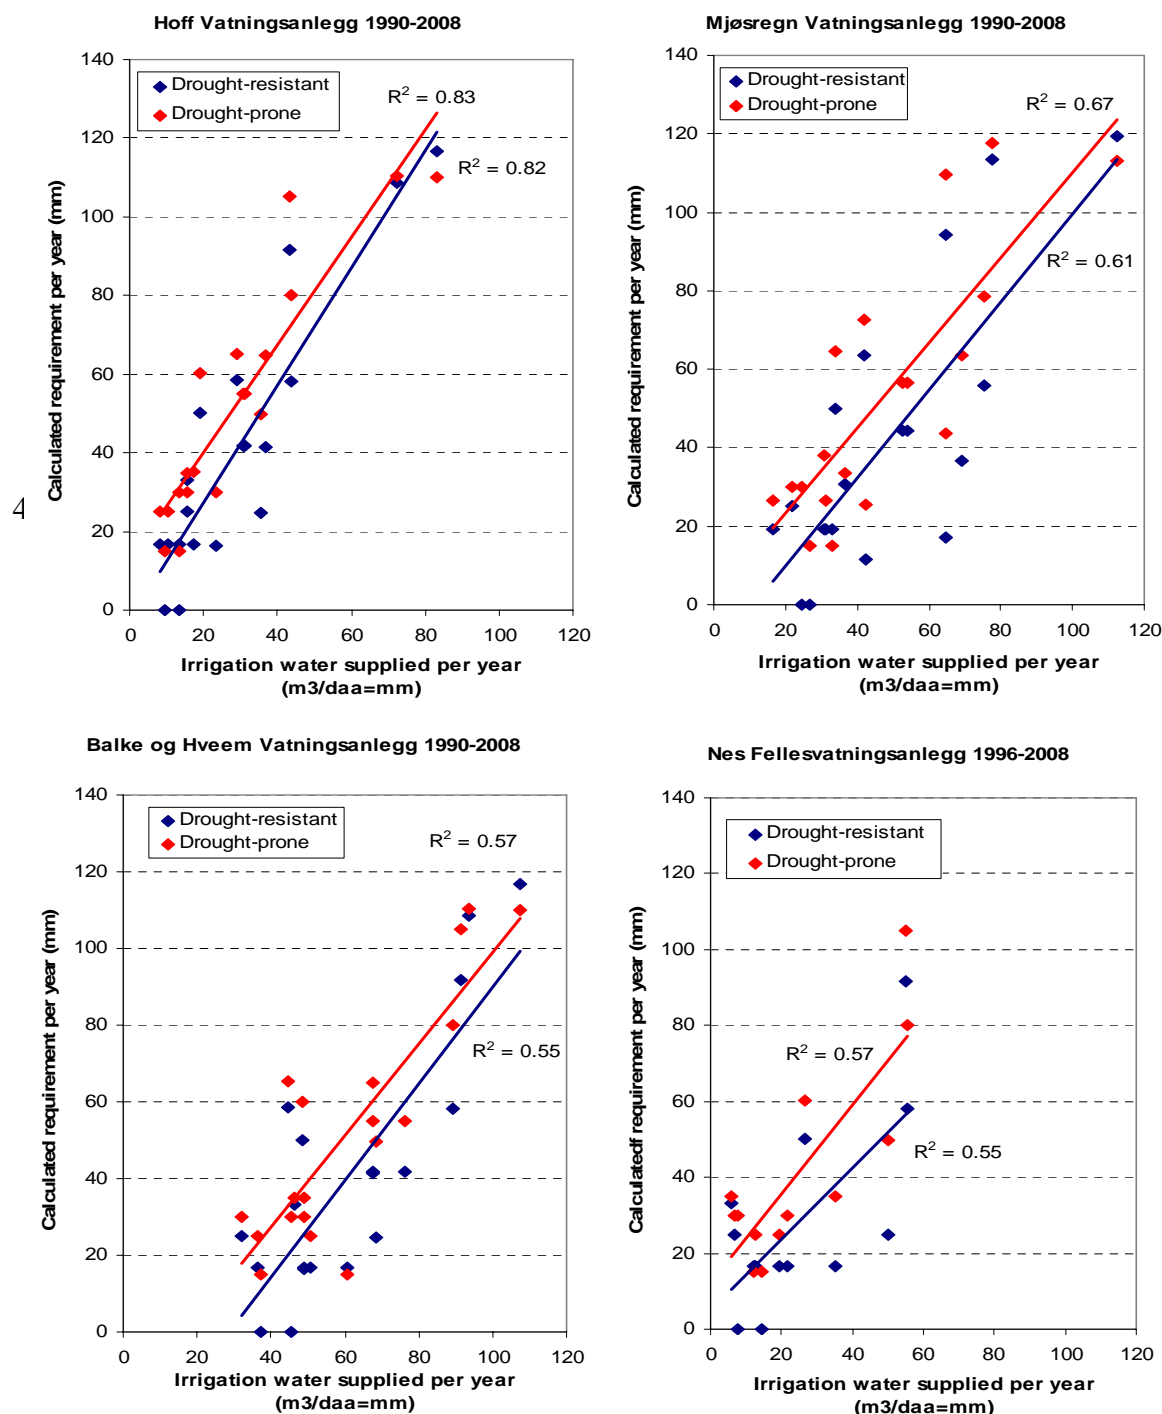 Hoff Vatningsanlegg 1990-2008
140
120
100
80
60
40
20
0
Calculated requirement per year (mm)
Drought-resistant
Drought-prone
R² = 0.83
R² = 0.82
0 20 40 60 80 100 120
Irrigation water supplied per year
(m3/daa=mm)
4
Mjøsregn Vatningsanlegg 1990-2008
140
120
100
80
60
40
20
0
Calculated requirement per year (mm)
Drought-resistant
Drought-prone
R² = 0.67
R² = 0.61
0 20 40 60 80 100 120
Irrigation water supplied per year
(m3/daa=mm)
Balke og Hveem Vatningsanlegg 1990-2008
140
120
100
80
60
40
20
0
Calculated requirement per year (mm)
Drought-resistant
Drought-prone
R² = 0.57
R² = 0.55
0 20 40 60 80 100 120
Irrigation water supplied per year
(m3/daa=mm)
Nes Fellesvatningsanlegg 1996-2008
140
120
100
80
60
40
20
0
Calculatedf requirement per year (mm)
Drought-resistant
Drought-prone
R² = 0.57
R² = 0.55
0 20 40 60 80 100 120
Irrigation water supplied per year
(m3/daa=mm)